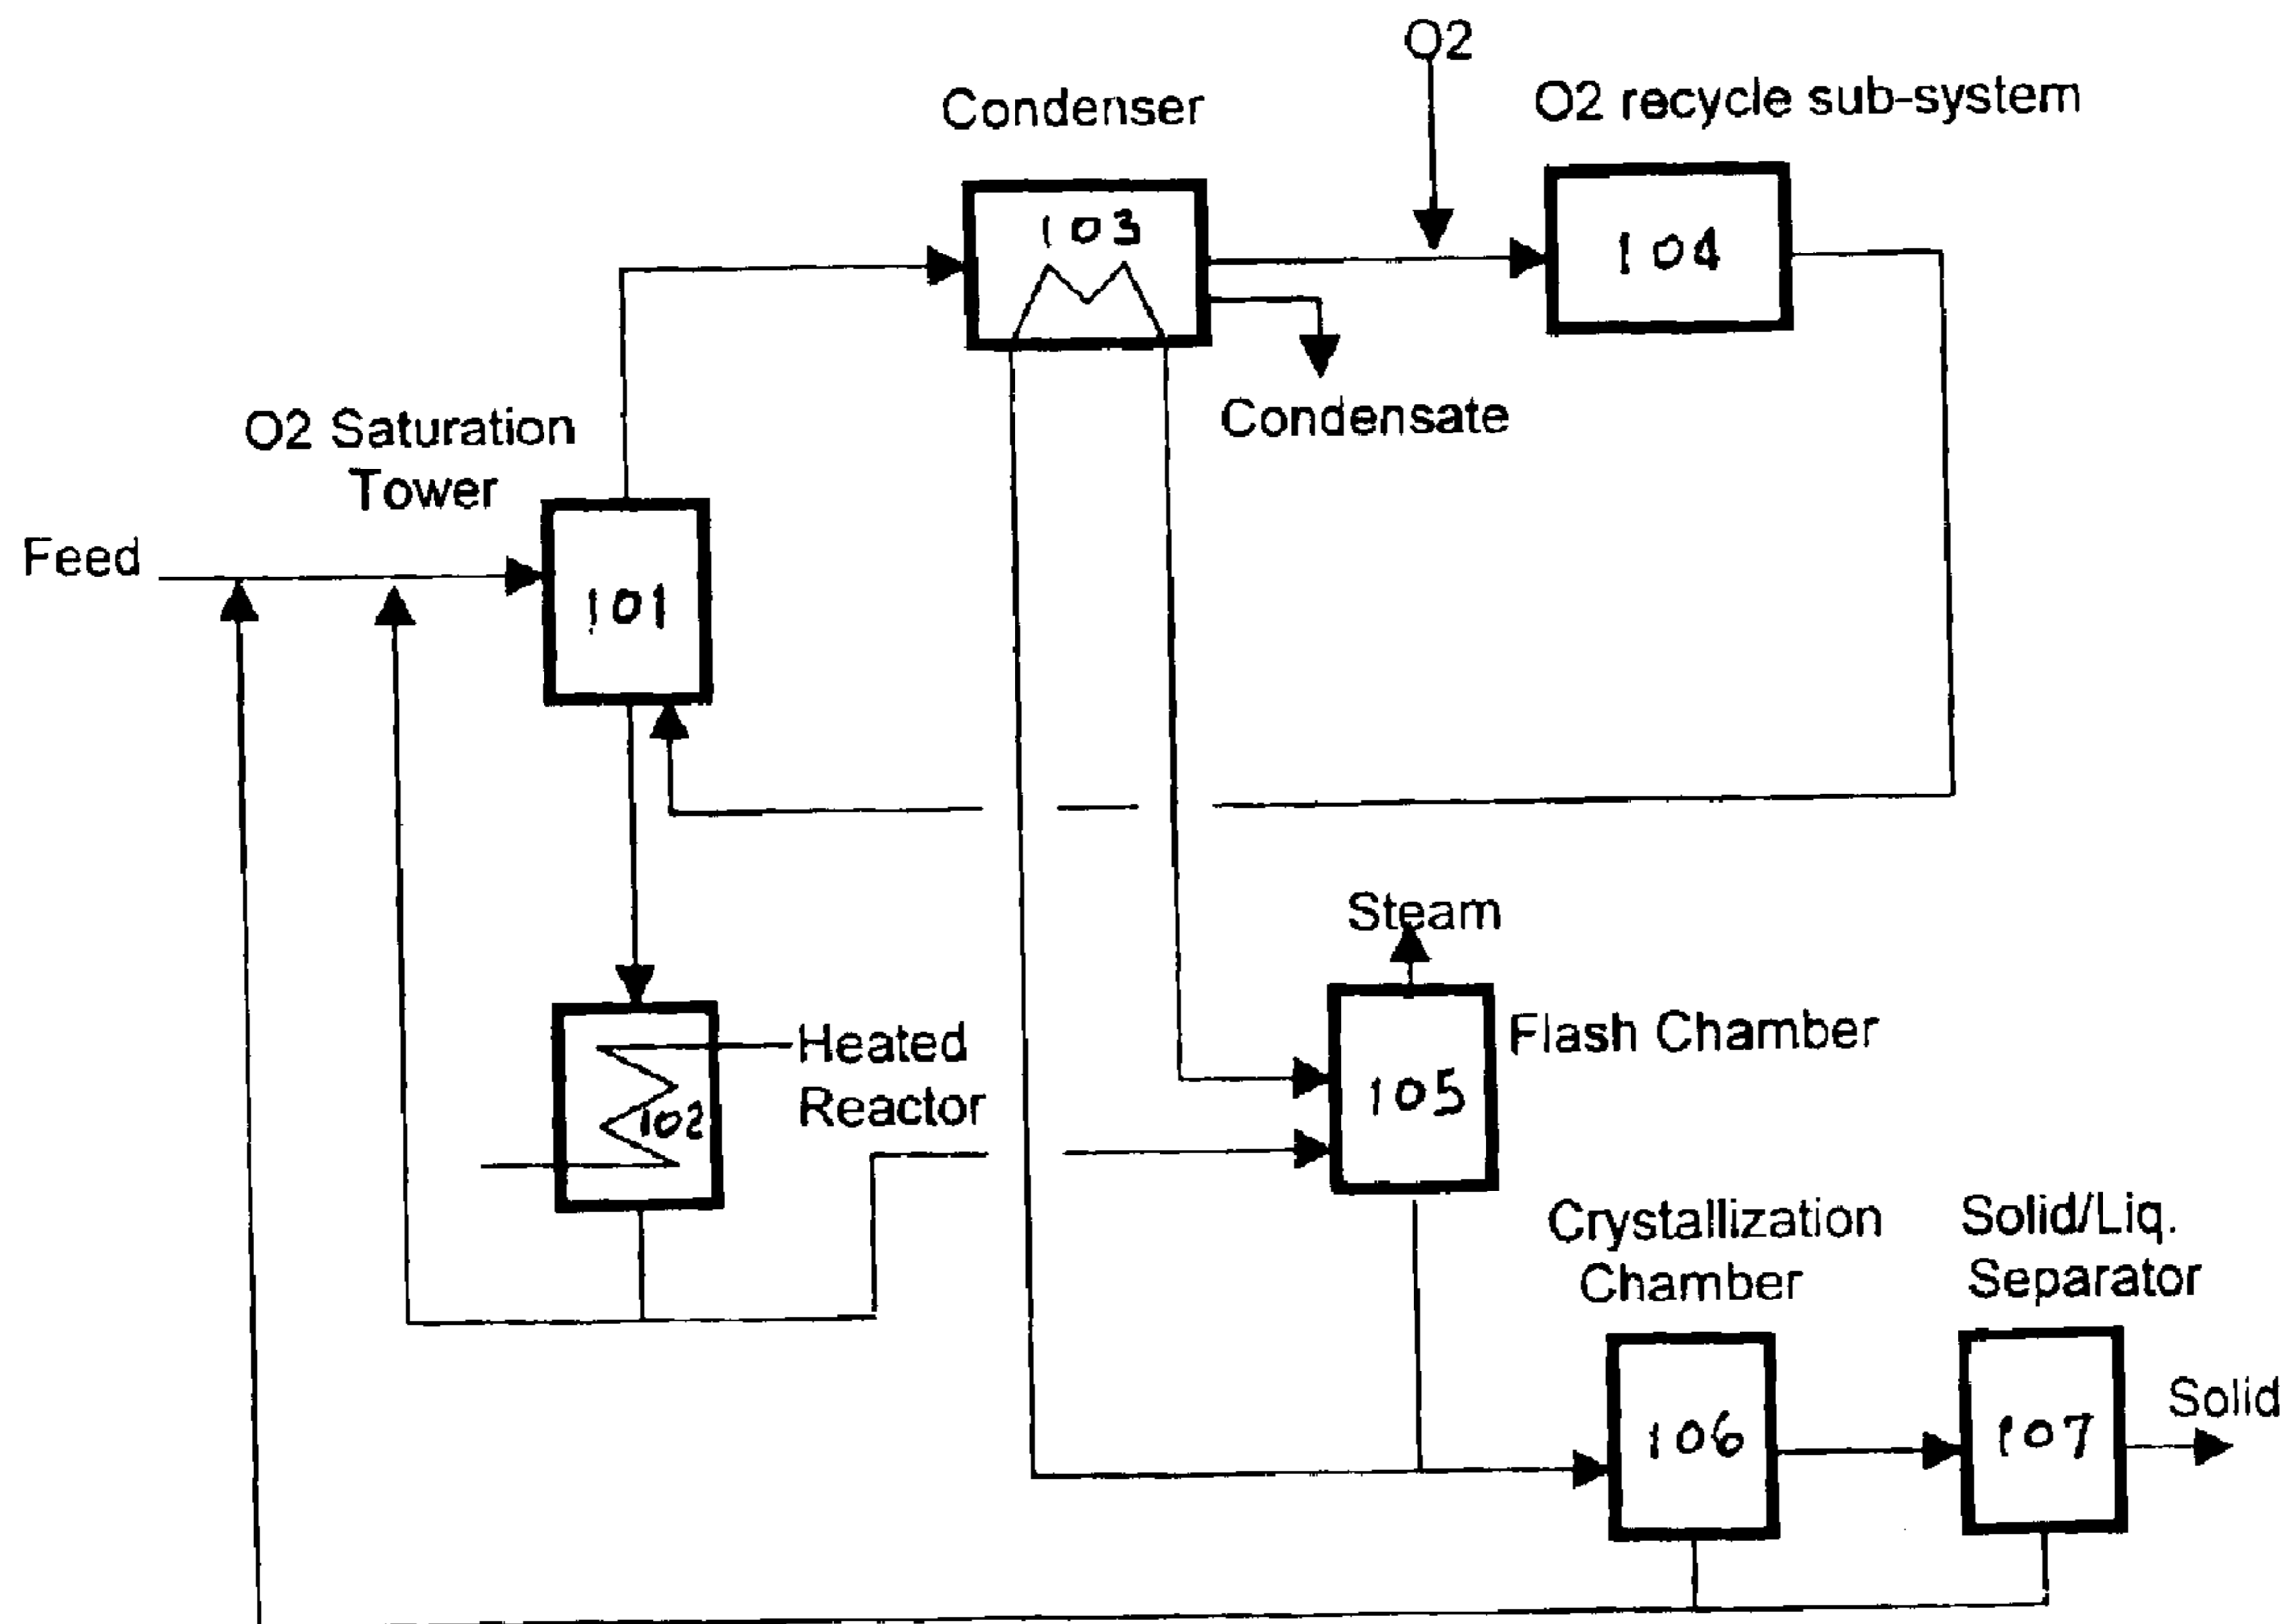 O2
Condenser
O2 recycle sub-system
103
104
Condensate
O2 Saturation
Tower
Feed
101
Steam
Flash Chamber
105
Heated
Reactor
102
Crystallization
Chamber
Solid/Liq.
Separator
106
107
Solid